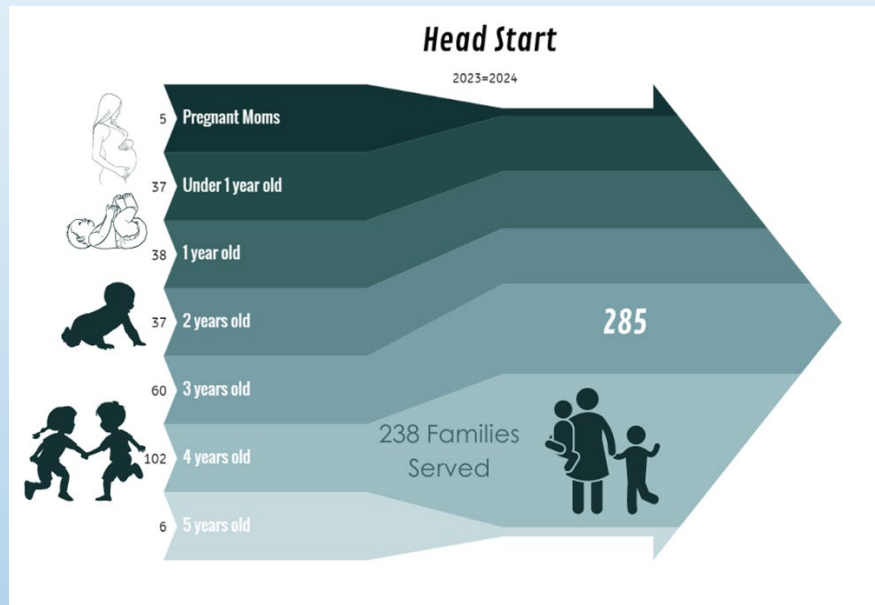 Head Start
2023=2024
5 Pregnant Moms
37 Under 1 year old
38 1 year old
37 2 years old
285
60 3 years old
102 4 years old
238 Families
Served
6 5 years old